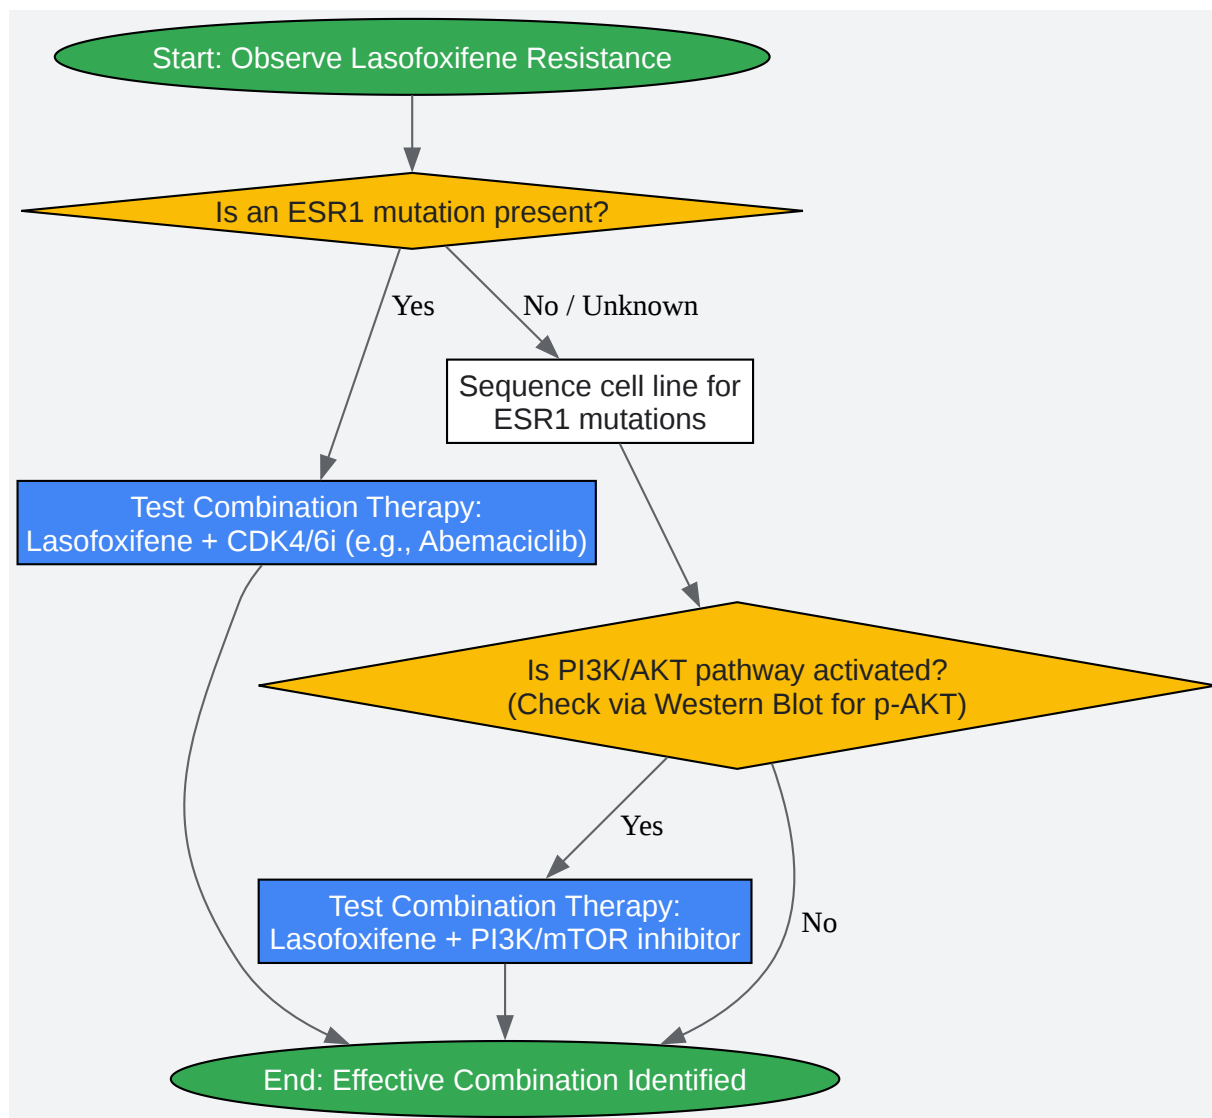 Start: Observe Lasofoxifene Resistance
Is an ESR1 mutation present?
Yes
No / Unknown
Sequence cell line for
ESR1 mutations
Test Combination Therapy:
Lasofoxifene + CDK4/6i (e.g., Abemaciclib)
Is PI3K/AKT pathway activated?
(Check via Western Blot for p-AKT)
Yes
No
Test Combination Therapy:
Lasofoxifene + PI3K/mTOR inhibitor
End: Effective Combination Identified